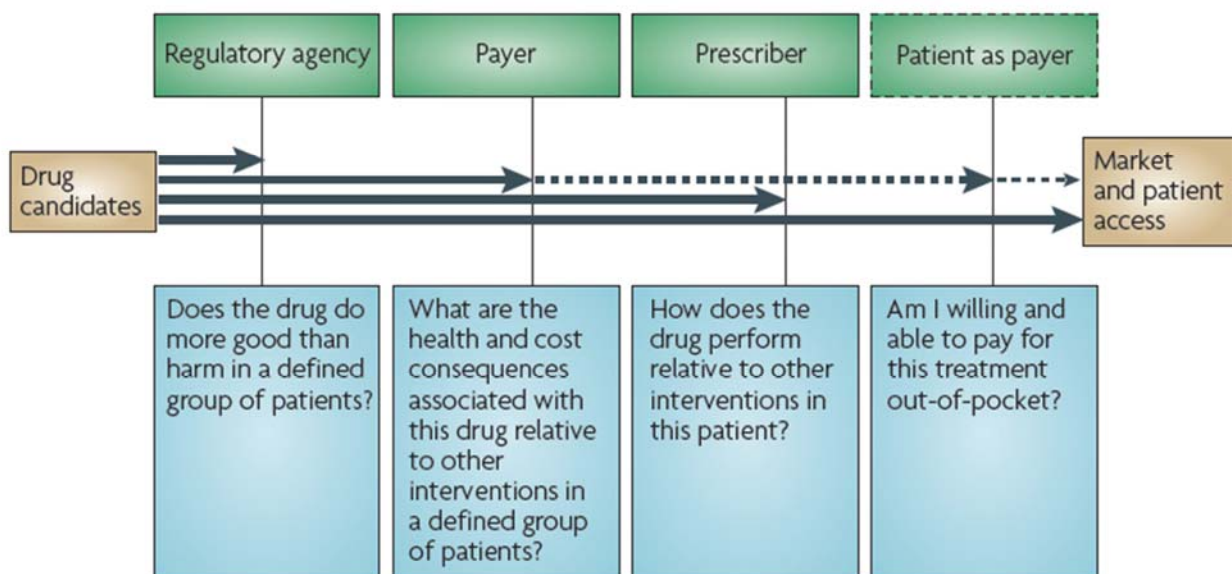 Regulatory agency
Payer
Prescriber
Patient as payer
Drug
candidates
Market
and patient
access
Does the drug do
more good than
harm in a defined
group of patients?
What are the
health and cost
consequences
associated with
this drug relative
to other
interventions in
a defined group
of patients?
How does the
drug perform
relative to other
interventions in
this patient?
Am I willing and
able to pay for
this treatment
out-of-pocket?